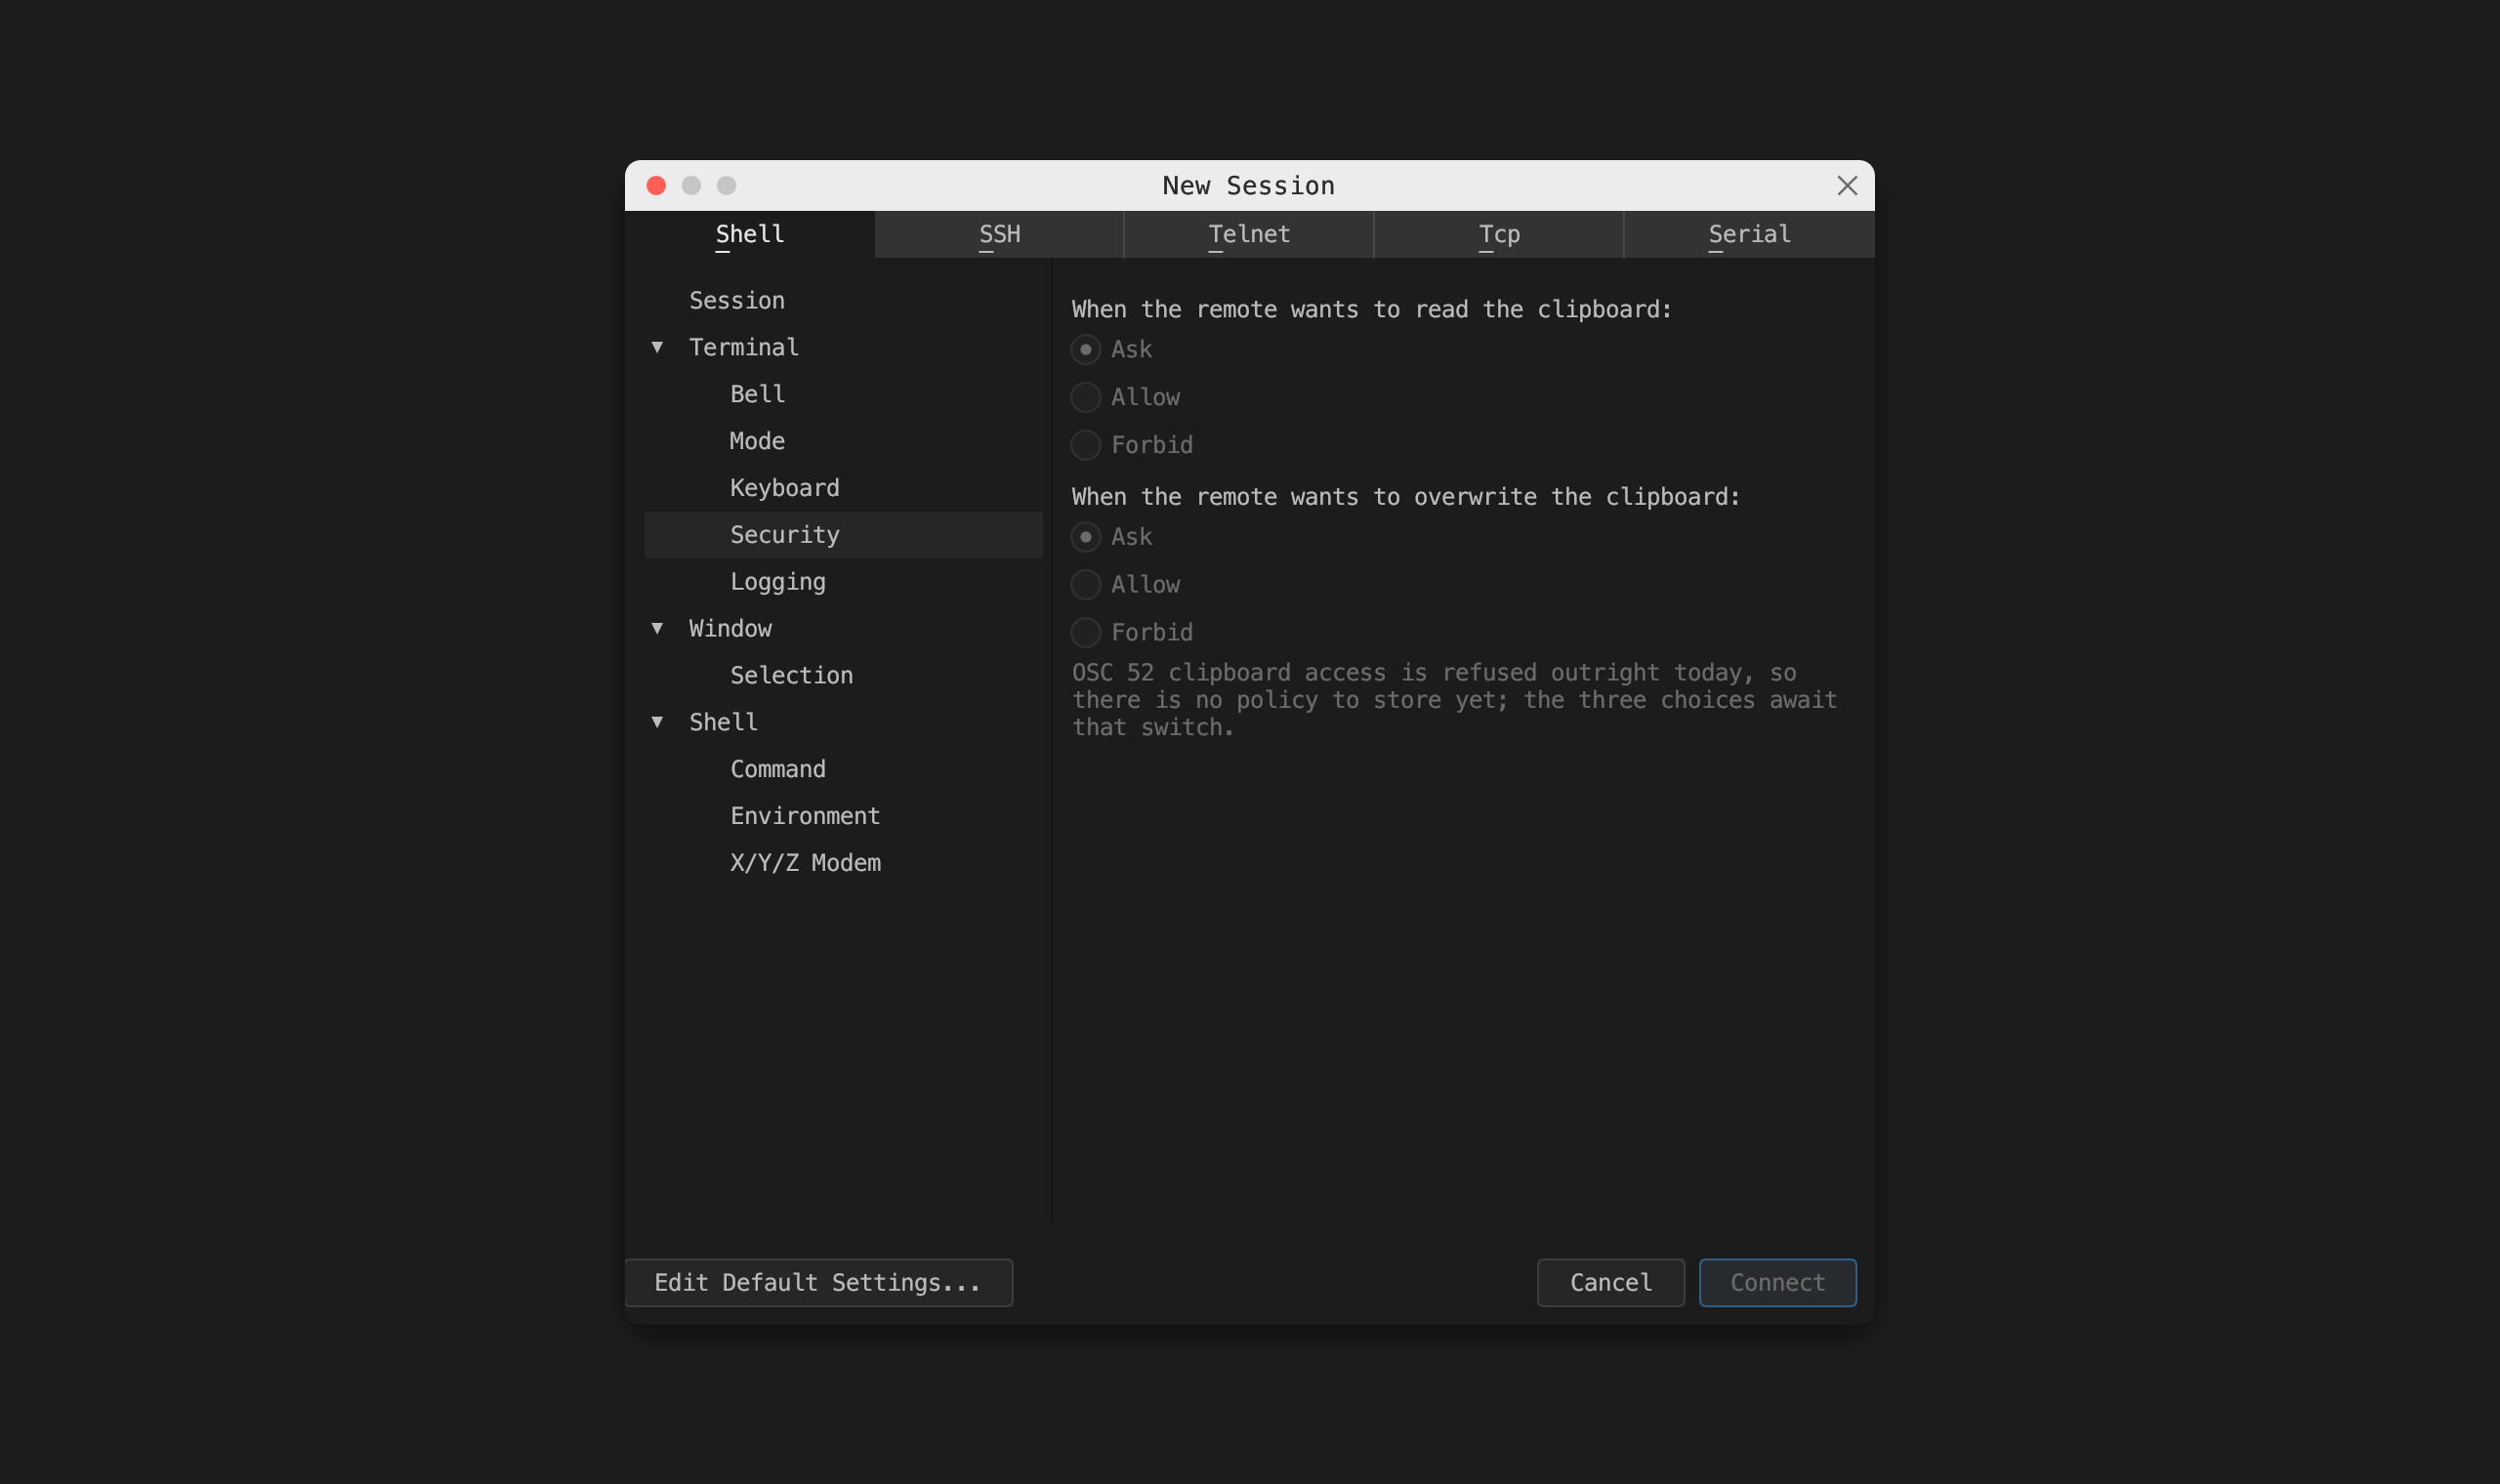 New Session
Shell
SSH
Telnet
Tcp
Serial
Session
Terminal
Bell
Mode
Keyboard
Security
Logging
Window
Selection
Shell
Command
Environment
X/Y/Z Modem
When the remote wants to read the clipboard:
Ask
Allow
Forbid
When the remote wants to overwrite the clipboard:
Ask
Allow
Forbid
OSC 52 clipboard access is refused outright today, so
there is no policy to store yet; the three choices await
that switch.
Edit Default Settings...
Cancel
Connect